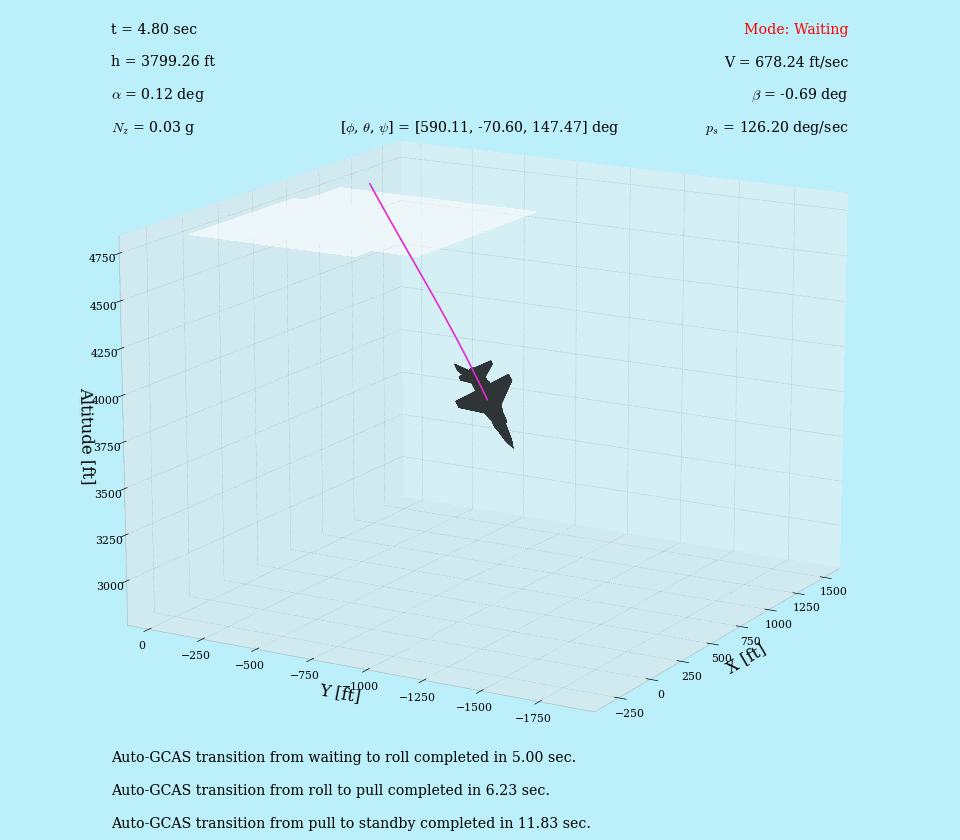 t = 4.80 sec
Mode: Waiting
h = 3799.26 ft
V = 678.24 ft/sec
α = 0.12 deg
β = -0.69 deg
N_z = 0.03 g
[ϕ, θ, ψ] = [590.11, -70.60, 147.47] deg
p_s = 126.20 deg/sec
4750
4500
4250
4000
3750
3500
3250
3000
Altitude [ft]
0
−250
−500
−750
−1000
−1250
−1500
−1750
Y [ft]
−250
0
250
500
750
1000
1250
1500
X [ft]
Auto-GCAS transition from waiting to roll completed in 5.00 sec.
Auto-GCAS transition from roll to pull completed in 6.23 sec.
Auto-GCAS transition from pull to standby completed in 11.83 sec.